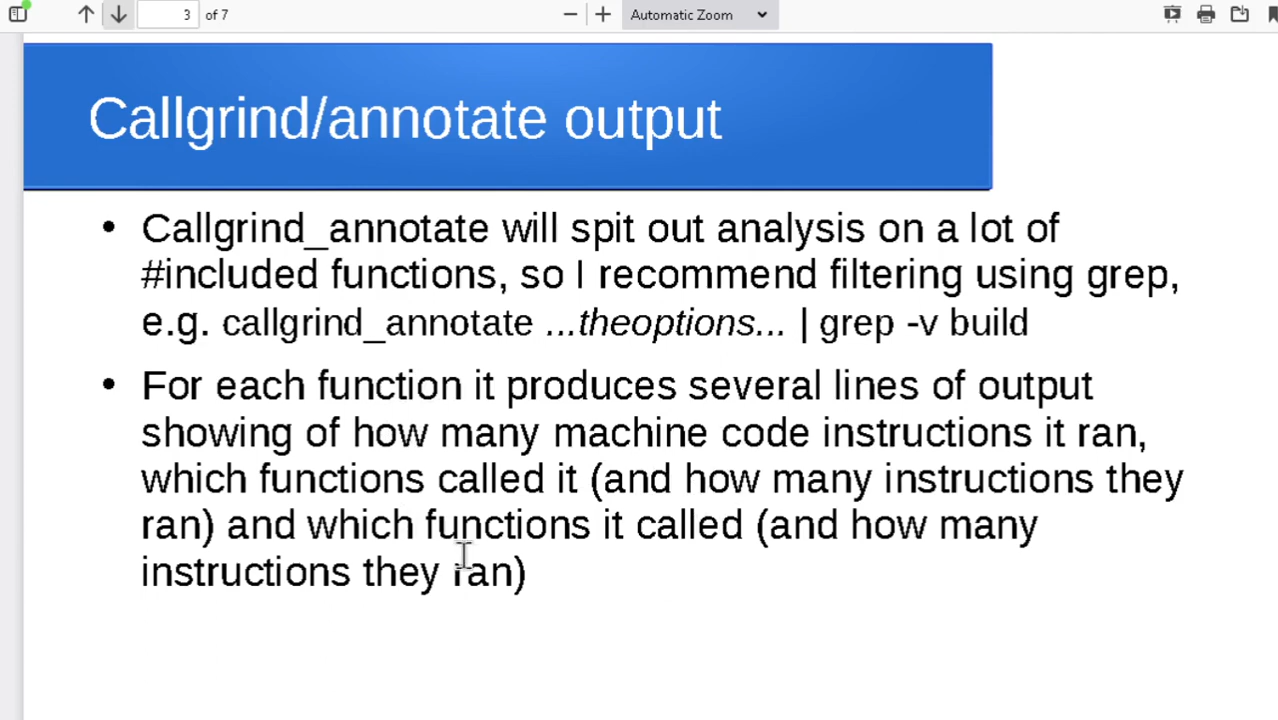 3 of 7
Automatic Zoom
Callgrind/annotate output
• Callgrind_annotate will spit out analysis on a lot of
#included functions, so I recommend filtering using grep,
e.g. callgrind_annotate ...theoptions... | grep -v build
• For each function it produces several lines of output
showing of how many machine code instructions it ran,
which functions called it (and how many instructions they
ran) and which functions it called (and how many
instructions they ran)